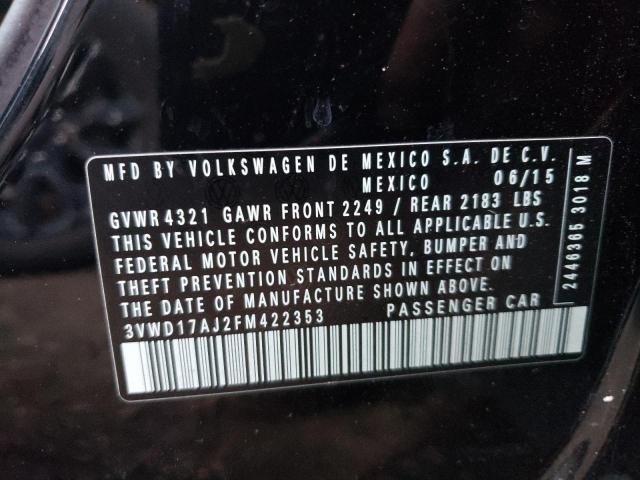 MFD BY VOLKSWAGEN DE MEXICO S.A. DE C.V.
MEXICO 06/15
GVWR 4321 GAWR FRONT 2249 / REAR 2183 LBS
THIS VEHICLE CONFORMS TO ALL APPLICABLE U.S.
FEDERAL MOTOR VEHICLE SAFETY, BUMPER AND
THEFT PREVENTION STANDARDS IN EFFECT ON
THE DATE OF MANUFACTURE SHOWN ABOVE.
3VWD17AJ2FM422353 PASSENGER CAR
2446365 3018 M